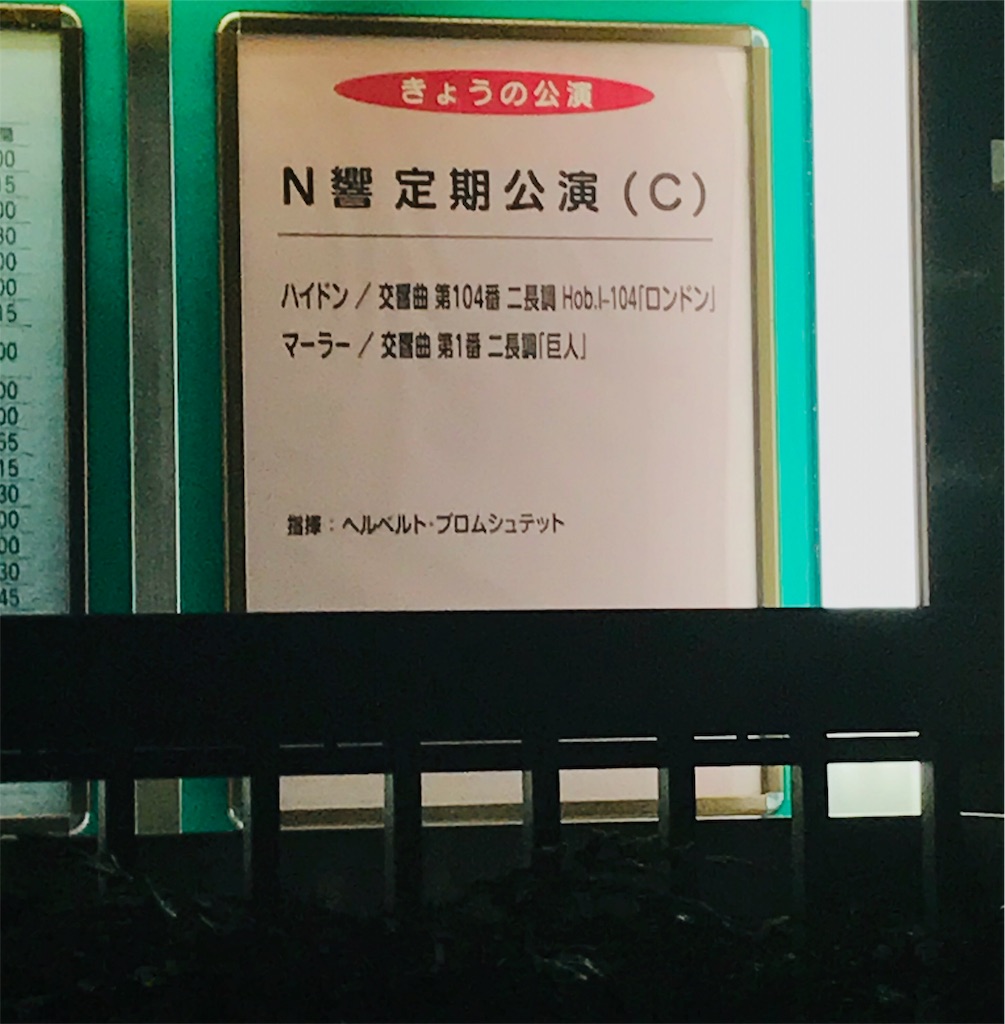 きょうの公演
N響 定期公演 (C)
ハイドン / 交響曲 第104番 ニ長調 Hob.I-104「ロンドン」
マーラー / 交響曲 第1番 ニ長調「巨人」
指揮:ヘルベルト・ブロムシュテット